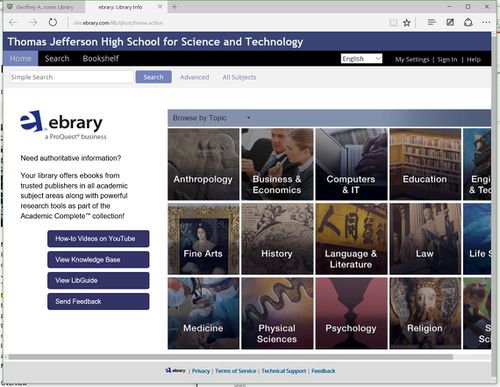 Geoffrey A. Jones Library
ebrary: Library Info
site.ebrary.com/lib/tjhsst/home.action
Thomas Jefferson High School for Science and Technology
Home Search Bookshelf English My Settings | Sign In | Help
Simple Search Search Advanced All Subjects
ebrary
a ProQuest business
Need authoritative information?
Your library offers ebooks from
trusted publishers in all academic
subject areas along with powerful
research tools as part of the
Academic Complete™ collection!
How-to Videos on YouTube
View Knowledge Base
View LibGuide
Send Feedback
Browse by Topic
Anthropology
Business &
Economics
Computers
& IT
Education
Engi
& Tec
Fine Arts
History
Language &
Literature
Law
Life S
Medicine
Physical
Sciences
Psychology
Religion
S
Sc
ebrary | Privacy | Terms of Service | Technical Support | Feedback